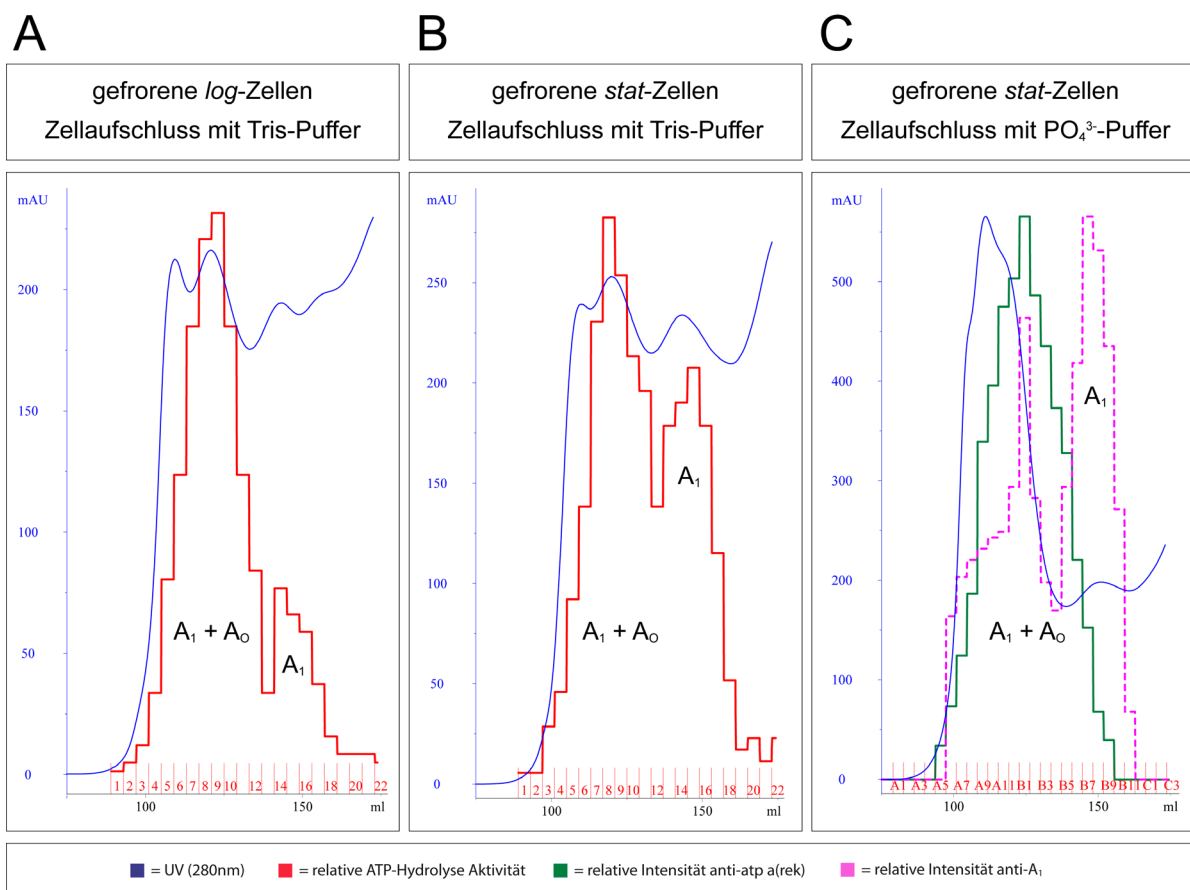 A
B
C
gefrorene log-Zellen
Zellaufschluss mit Tris-Puffer
gefrorene stat-Zellen
Zellaufschluss mit Tris-Puffer
gefrorene stat-Zellen
Zellaufschluss mit PO₄³⁻-Puffer
mAU
200
150
100
50
0
A₁ + A₀
A₁
1 2 3 4 5 6 7 8 9 10 12 14 16 18 20 22
100 150 ml
mAU
250
200
150
100
50
0
A₁ + A₀
A₁
1 2 3 4 5 6 7 8 9 10 12 14 16 18 20 22
100 150 ml
mAU
500
400
300
200
100
0
A₁
A₁ + A₀
A1 A3 A5 A7 A9 A11 B1 B3 B5 B7 B9 B11 C1 C3
100 150 ml
= UV (280nm) = relative ATP-Hydrolyse Aktivität = relative Intensität anti-atp a(rek) = relative Intensität anti-A₁